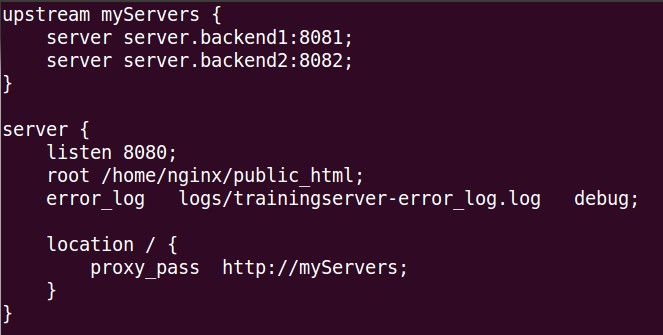 upstream myServers {
    server server.backend1:8081;
    server server.backend2:8082;
}

server {
    listen 8080;
    root /home/nginx/public_html;
    error_log   logs/trainingserver-error_log.log   debug;

    location / {
        proxy_pass  http://myServers;
    }
}